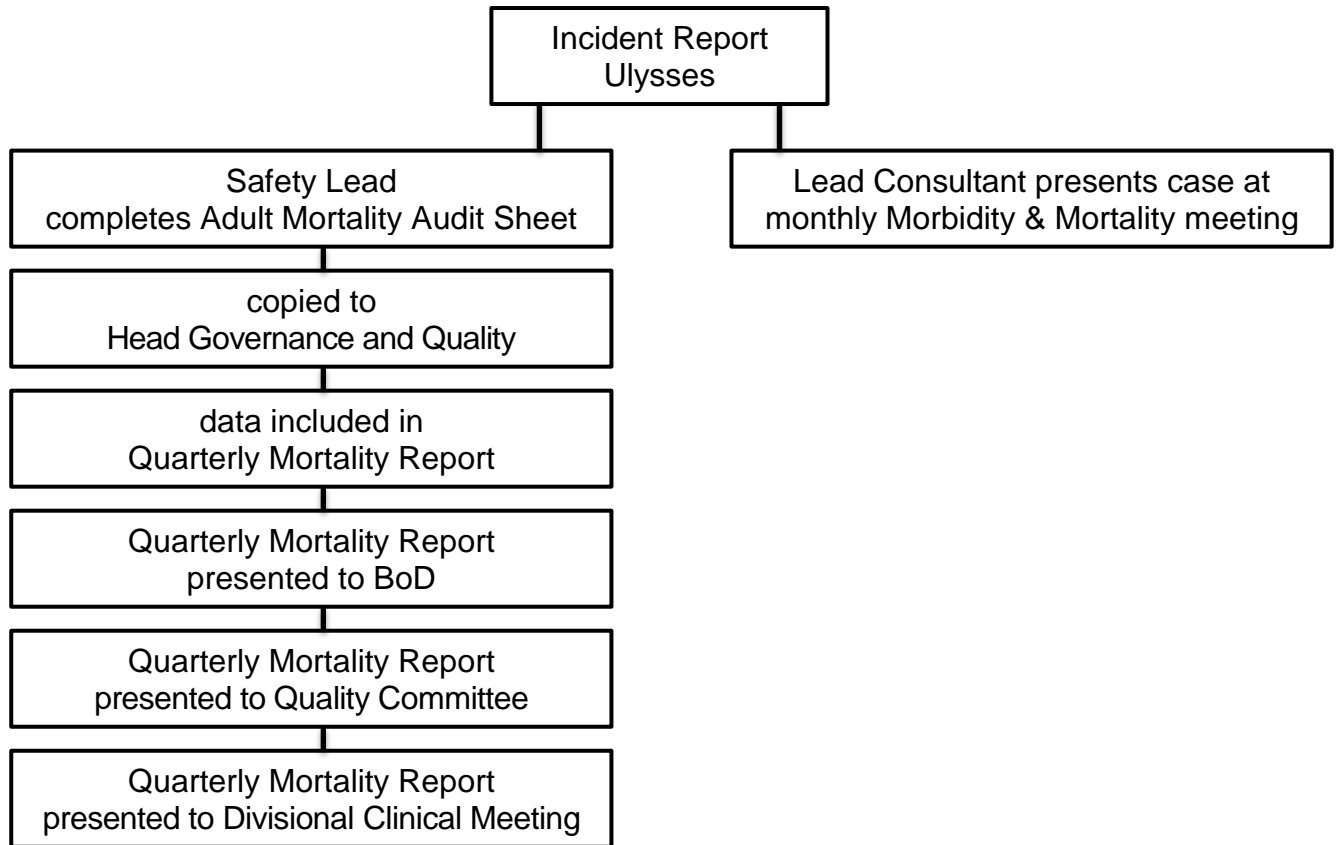 Incident Report
Ulysses
Safety Lead
completes Adult Mortality Audit Sheet
Lead Consultant presents case at
monthly Morbidity & Mortality meeting
copied to
Head Governance and Quality
data included in
Quarterly Mortality Report
Quarterly Mortality Report
presented to BoD
Quarterly Mortality Report
presented to Quality Committee
Quarterly Mortality Report
presented to Divisional Clinical Meeting